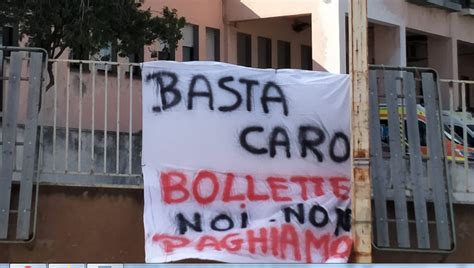 BASTA
CARO
BOLLETTE
NOI NON
PAGHIAMO